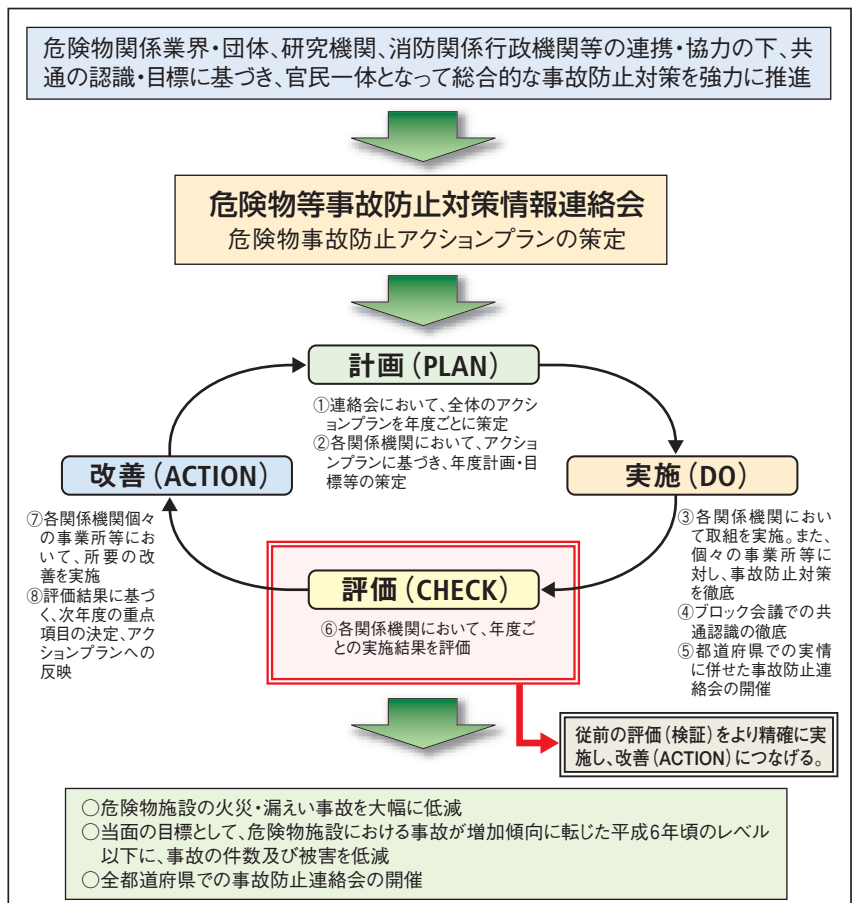 危険物関係業界・団体、研究機関、消防関係行政機関等の連携・協力の下、共
通の認識・目標に基づき、官民一体となって総合的な事故防止対策を強力に推進
危険物等事故防止対策情報連絡会
危険物事故防止アクションプランの策定
計画（PLAN）
①連絡会において、全体のアクシ
ョンプランを年度ごとに策定
②各関係機関において、アクショ
ンプランに基づき、年度計画・目
標等の策定
実施（DO）
③各関係機関におい
て取組を実施。また、
個々の事業所等に
対し、事故防止対策
を徹底
④ブロック会議での共
通認識の徹底
⑤都道府県での実情
に併せた事故防止連
絡会の開催
評価（CHECK）
⑥各関係機関において、年度ご
との実施結果を評価
改善（ACTION）
⑦各関係機関個々
の事業所等にお
いて、所要の改
善を実施
⑧評価結果に基づ
く、次年度の重点
項目の決定、アク
ションプランへの
反映
従前の評価（検証）をより精確に実
施し、改善（ACTION）につなげる。
○危険物施設の火災・漏えい事故を大幅に低減
○当面の目標として、危険物施設における事故が増加傾向に転じた平成6年頃のレベル
以下に、事故の件数及び被害を低減
○全都道府県での事故防止連絡会の開催